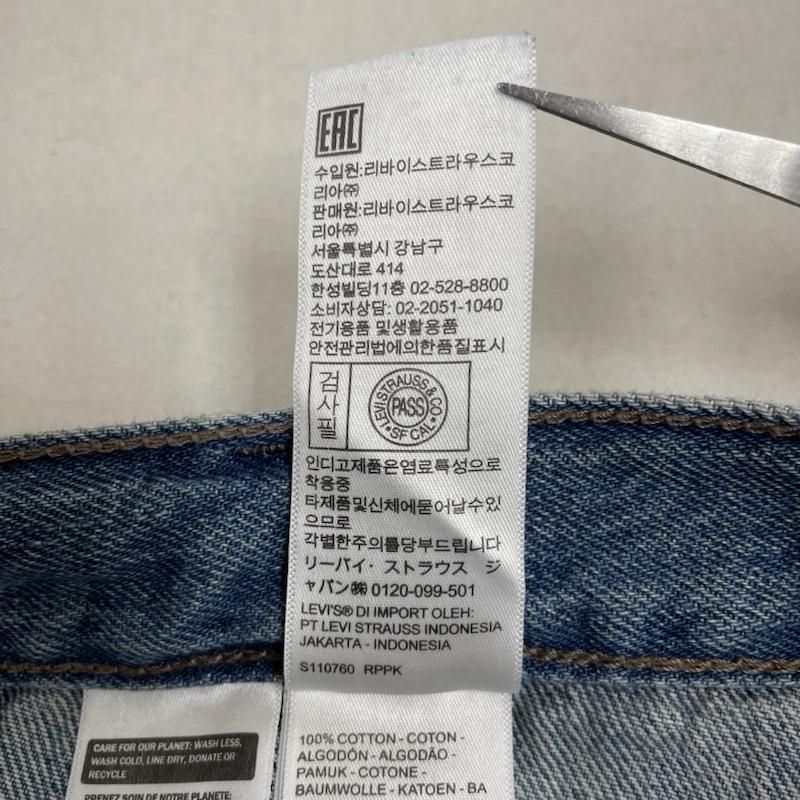 EAC
수입원:리바이스트라우스코
리아㈜
판매원:리바이스트라우스코
리아㈜
서울특별시 강남구
도산대로 414
한성빌딩11층 02-528-8800
소비자상담: 02-2051-1040
전기용품 및생활용품
안전관리법에의한품질표시
검사필
LEVI STRAUSS & CO.
PASS
SF CAL
인디고제품은염료특성으로
착용중
타제품및신체에묻어날수있
으므로
각별한주의를당부드립니다
リーバイ・ ストラウス ジ
ャパン㈱ 0120-099-501
LEVI'S® DI IMPORT OLEH:
PT LEVI STRAUSS INDONESIA
JAKARTA - INDONESIA
S110760 RPPK
CARE FOR OUR PLANET: WASH LESS,
WASH COLD, LINE DRY, DONATE OR
RECYCLE
PRENEZ SOIN DE NOTRE PLANÈTE:
100% COTTON - COTON -
ALGODÓN - ALGODÃO -
PAMUK - COTONE -
BAUMWOLLE - KATOEN - BA